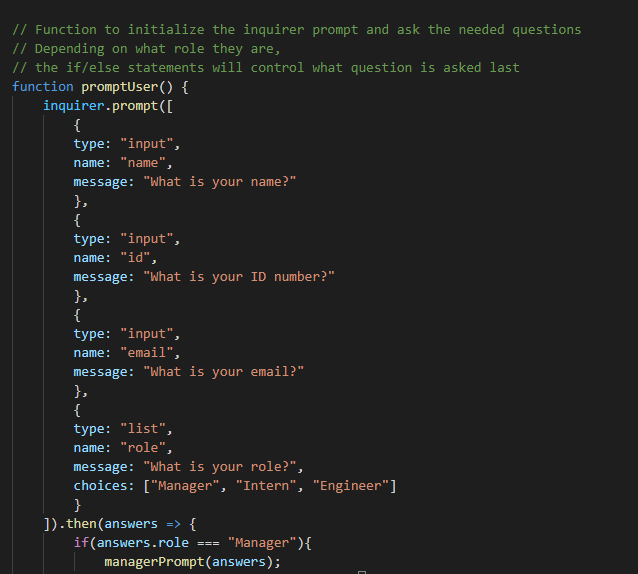 // Function to initialize the inquirer prompt and ask the needed questions
// Depending on what role they are,
// the if/else statements will control what question is asked last
function promptUser() {
    inquirer.prompt([
        {
        type: "input",
        name: "name",
        message: "What is your name?"
        },
        {
        type: "input",
        name: "id",
        message: "What is your ID number?"
        },
        {
        type: "input",
        name: "email",
        message: "What is your email?"
        },
        {
        type: "list",
        name: "role",
        message: "What is your role?",
        choices: ["Manager", "Intern", "Engineer"]
        }
    ]).then(answers => {
        if(answers.role === "Manager"){
            managerPrompt(answers);